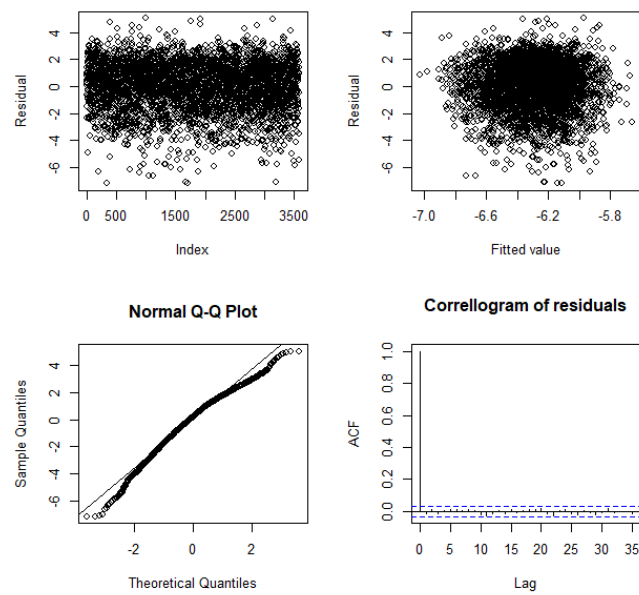 4
2
0
-2
-4
-6
Residual
0 500 1500 2500 3500
Index
4
2
0
-2
-4
-6
Residual
-7.0 -6.6 -6.2 -5.8
Fitted value
Normal Q-Q Plot
4
2
0
-2
-4
-6
Sample Quantiles
-2 0 2
Theoretical Quantiles
Correllogram of residuals
1.0
0.8
0.6
0.4
0.2
0.0
ACF
0 5 10 15 20 25 30 35
Lag